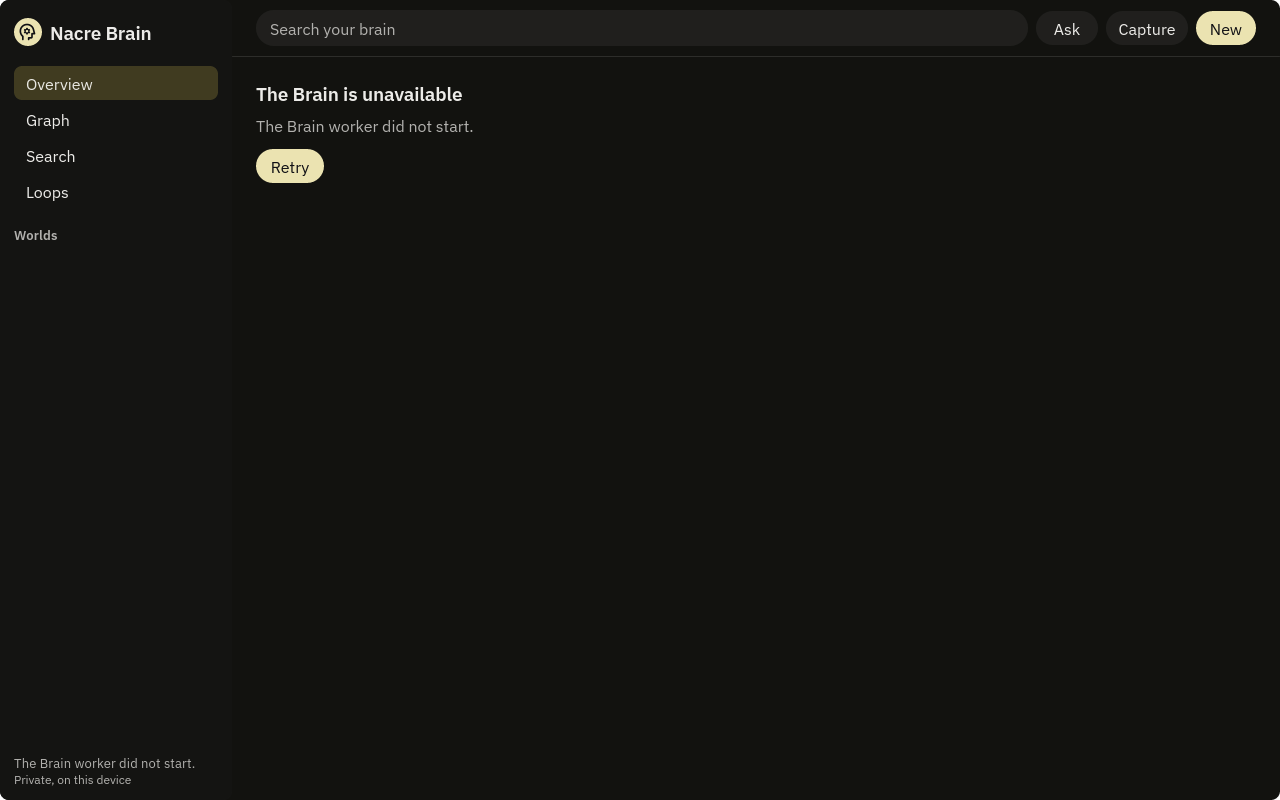 Nacre Brain
Search your brain
Ask
Capture
New
Overview
Graph
Search
Loops
Worlds
The Brain is unavailable
The Brain worker did not start.
Retry
The Brain worker did not start.
Private, on this device